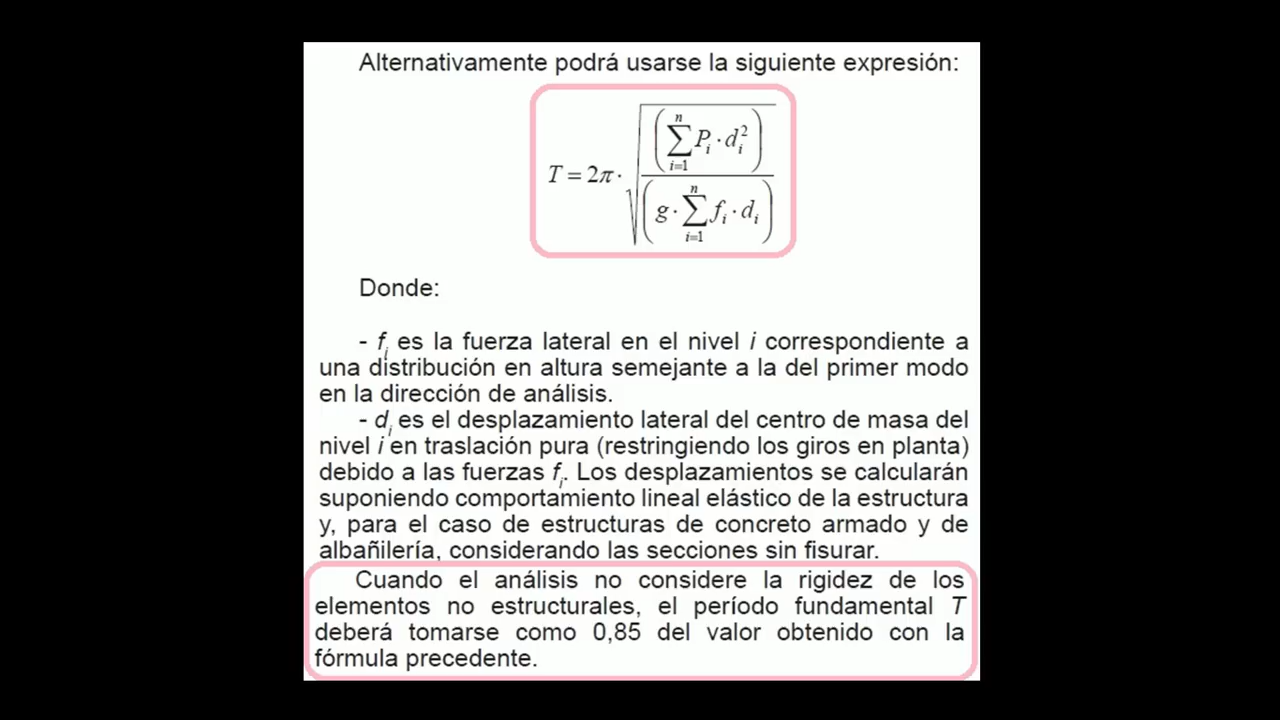 Alternativamente podrá usarse la siguiente expresión:
T = 2π · √( ( ∑_{i=1}^{n} P_i · d_i^2 ) / ( g · ∑_{i=1}^{n} f_i · d_i ) )
Donde:
- f_i es la fuerza lateral en el nivel i correspondiente a
una distribución en altura semejante a la del primer modo
en la dirección de análisis.
- d_i es el desplazamiento lateral del centro de masa del
nivel i en traslación pura (restringiendo los giros en planta)
debido a las fuerzas f_i. Los desplazamientos se calcularán
suponiendo comportamiento lineal elástico de la estructura
y, para el caso de estructuras de concreto armado y de
albañilería, considerando las secciones sin fisurar.
Cuando el análisis no considere la rigidez de los
elementos no estructurales, el período fundamental T
deberá tomarse como 0,85 del valor obtenido con la
fórmula precedente.